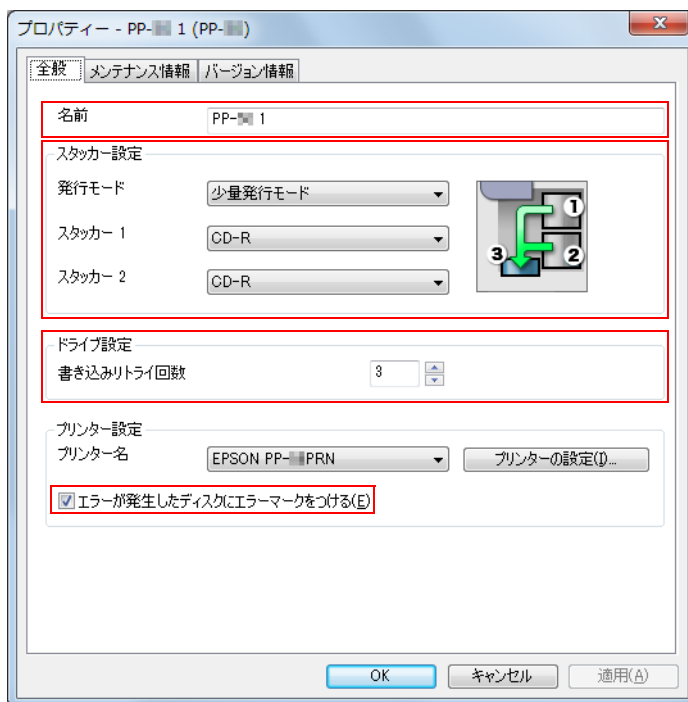 プロパティー - PP- 1 (PP- )
全般 メンテナンス情報 バージョン情報
名前 PP- 1
スタッカー設定
発行モード 少量発行モード
スタッカー 1 CD-R
スタッカー 2 CD-R
1
3 2
ドライブ設定
書き込みリトライ回数 3
プリンター設定
プリンター名 EPSON PP- PRN プリンターの設定(I)...
エラーが発生したディスクにエラーマークをつける(E)
OK キャンセル 適用(A)